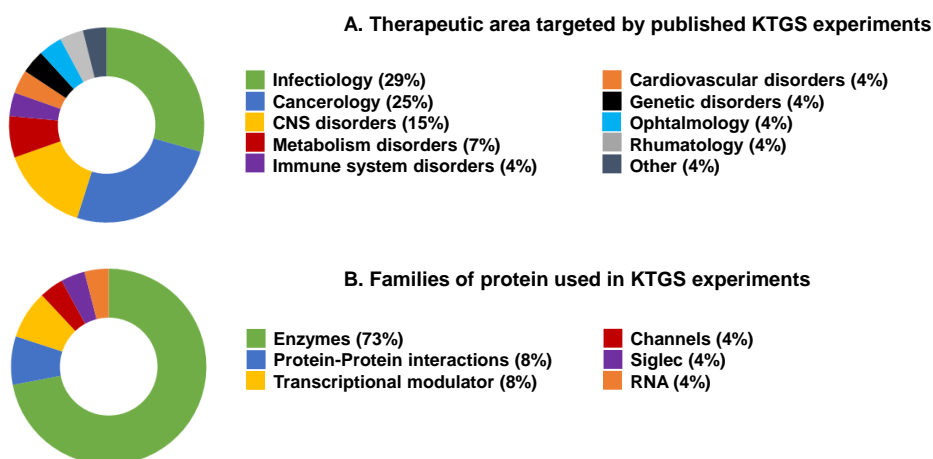 A. Therapeutic area targeted by published KTGS experiments
Infectiology (29%)
Cancerology (25%)
CNS disorders (15%)
Metabolism disorders (7%)
Immune system disorders (4%)
Cardiovascular disorders (4%)
Genetic disorders (4%)
Ophtalmology (4%)
Rhumatology (4%)
Other (4%)
B. Families of protein used in KTGS experiments
Enzymes (73%)
Protein-Protein interactions (8%)
Transcriptional modulator (8%)
Channels (4%)
Siglec (4%)
RNA (4%)